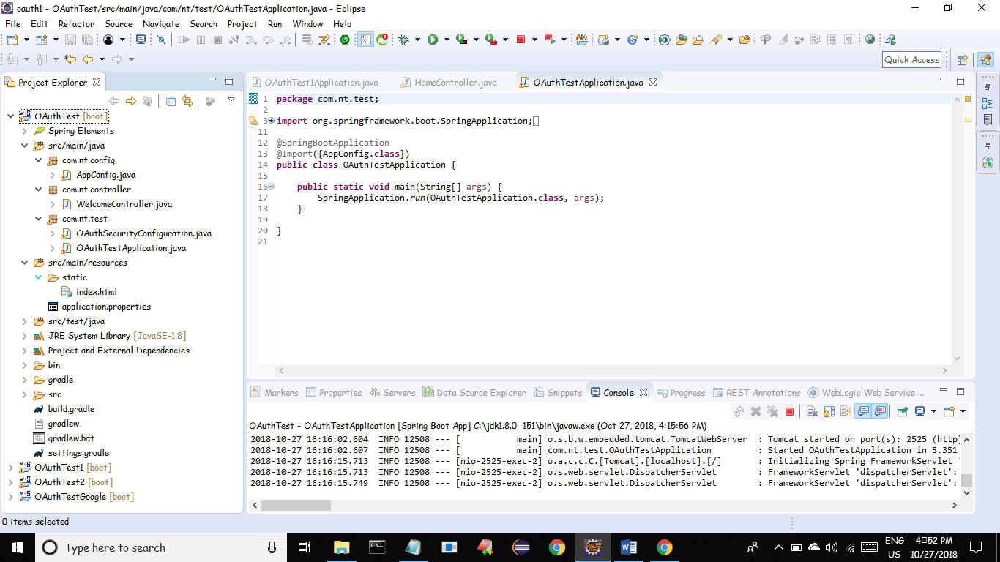 oauth1 - OAuthTest/src/main/java/com/nt/test/OAuthTestApplication.java - Eclipse
File Edit Refactor Source Navigate Search Project Run Window Help
Quick Access
Project Explorer
OAuthTest [boot]
Spring Elements
src/main/java
com.nt.config
AppConfig.java
com.nt.controller
WelcomeController.java
com.nt.test
OAuthSecurityConfiguration.java
OAuthTestApplication.java
src/main/resources
static
index.html
application.properties
src/test/java
JRE System Library [JavaSE-1.8]
Project and External Dependencies
bin
gradle
src
build.gradle
gradlew
gradlew.bat
settings.gradle
OAuthTest1 [boot]
OAuthTest2 [boot]
OAuthTestGoogle [boot]
OAuthTest1Application.java HomeController.java OAuthTestApplication.java
1 package com.nt.test;
2
3 import org.springframework.boot.SpringApplication;
11
12 @SpringBootApplication
13 @Import({AppConfig.class})
14 public class OAuthTestApplication {
15
16 public static void main(String[] args) {
17 SpringApplication.run(OAuthTestApplication.class, args);
18 }
19
20 }
21
Markers Properties Servers Data Source Explorer Snippets Console Progress REST Annotations WebLogic Web Service ...
OAuthTest - OAuthTestApplication [Spring Boot App] C:\jdk1.8.0_151\bin\javaw.exe (Oct 27, 2018, 4:15:56 PM)
2018-10-27 16:16:02.604 INFO 12508 --- [ main] o.s.b.w.embedded.tomcat.TomcatWebServer : Tomcat started on port(s): 2525 (http)
2018-10-27 16:16:02.607 INFO 12508 --- [ main] com.nt.test.OAuthTestApplication : Started OAuthTestApplication in 5.351
2018-10-27 16:16:15.713 INFO 12508 --- [nio-2525-exec-2] o.a.c.c.C.[Tomcat].[localhost].[/] : Initializing Spring FrameworkServlet '
2018-10-27 16:16:15.713 INFO 12508 --- [nio-2525-exec-2] o.s.web.servlet.DispatcherServlet : FrameworkServlet 'dispatcherServlet':
2018-10-27 16:16:15.749 INFO 12508 --- [nio-2525-exec-2] o.s.web.servlet.DispatcherServlet : FrameworkServlet 'dispatcherServlet':
0 items selected
Type here to search
ENG
US
4:52 PM
10/27/2018